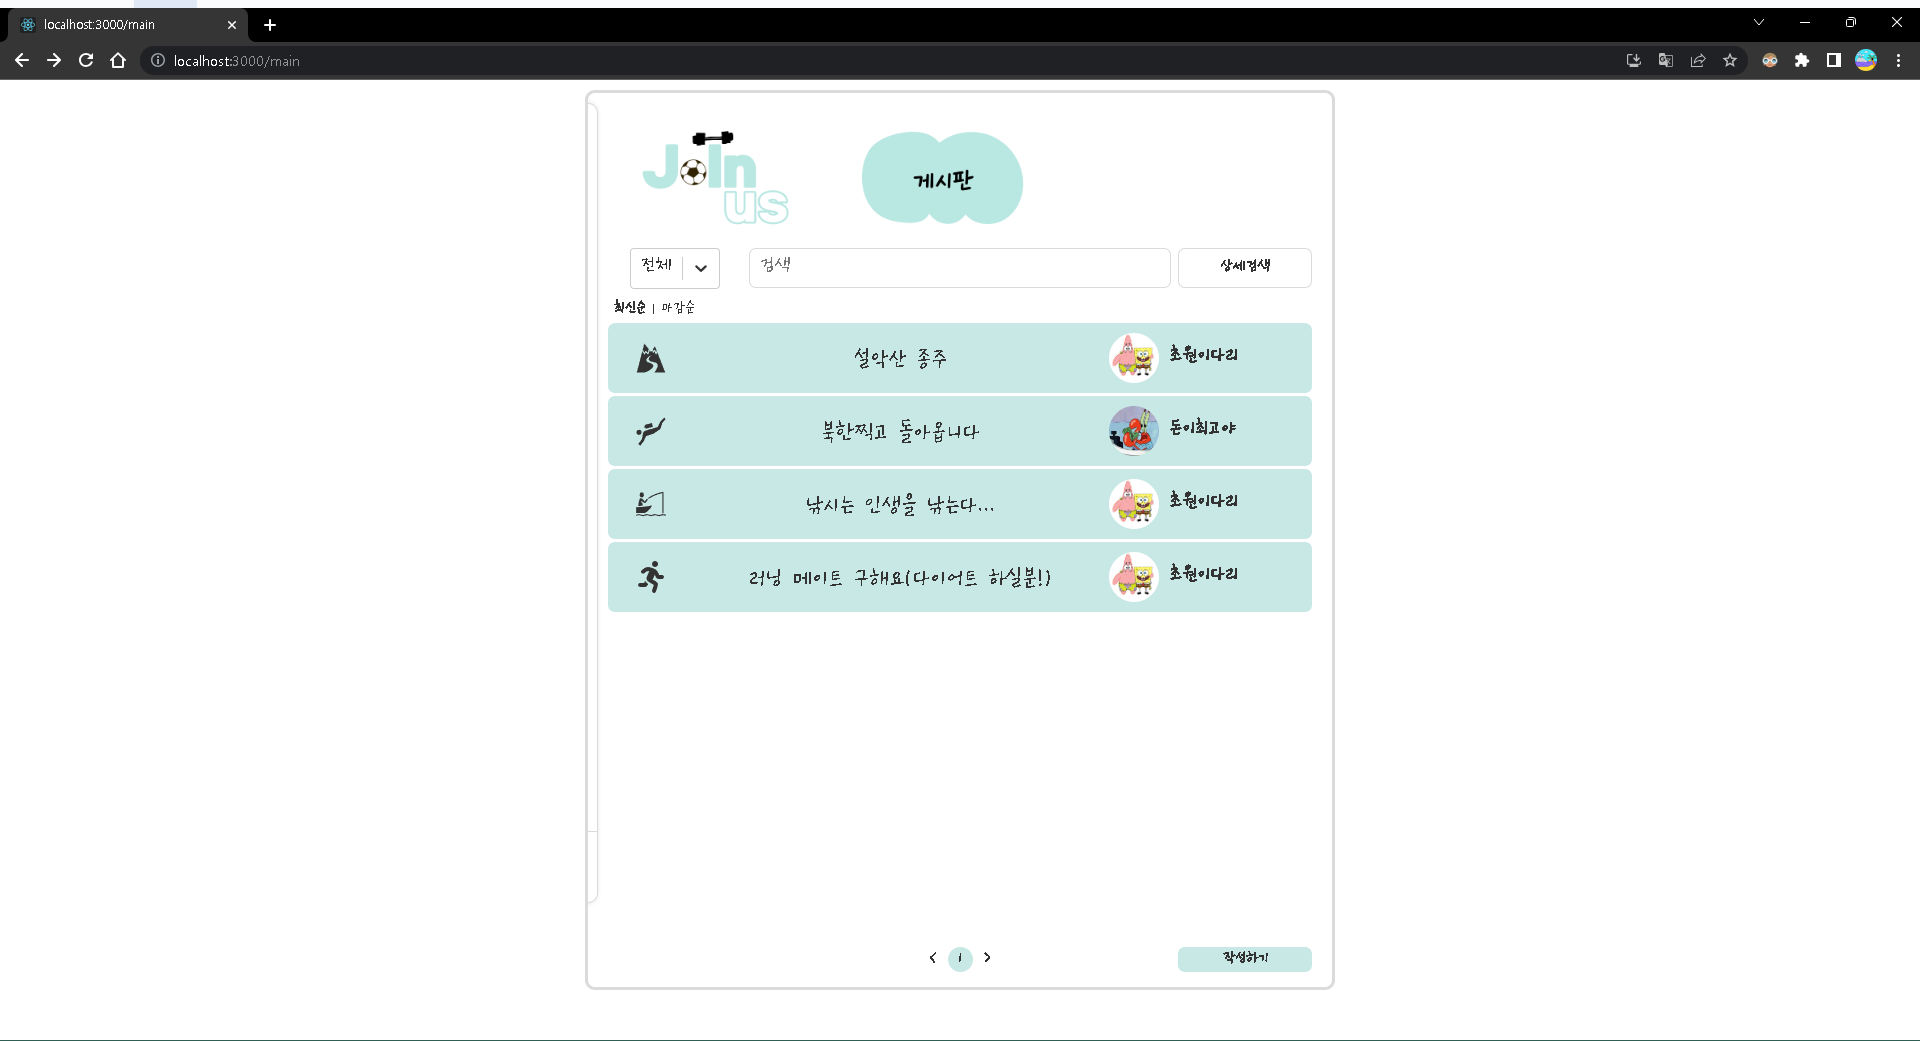 localhost:3000/main
localhost:3000/main
JoIn
us
게시판
전체
검색
상세검색
최신순 | 마감순
설악산 종주
초원이다리
북한찍고 돌아옵니다
돈이최고야
낚시는 인생을 낚는다...
초원이다리
러닝 메이트 구해요(다이어트 하실분!)
초원이다리
< 1 >
작성하기